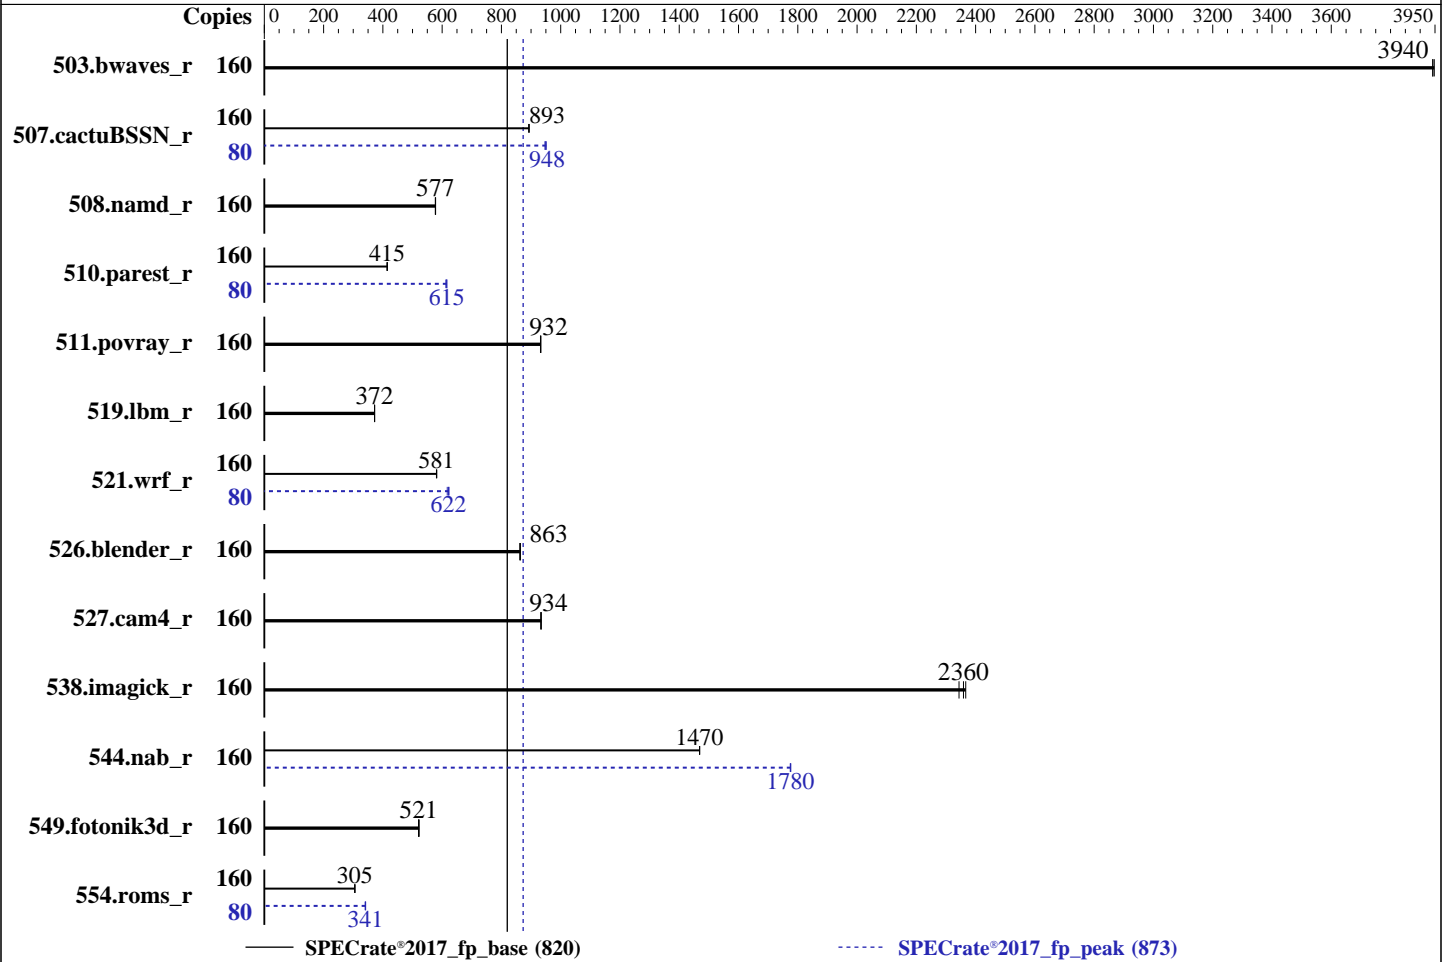 Copies 0 200 400 600 800 1000 1200 1400 1600 1800 2000 2200 2400 2600 2800 3000 3200 3400 3600 3950
503.bwaves_r 160 3940
507.cactuBSSN_r 160 893
80 948
508.namd_r 160 577
510.parest_r 160 415
80 615
511.povray_r 160 932
519.lbm_r 160 372
521.wrf_r 160 581
80 622
526.blender_r 160 863
527.cam4_r 160 934
538.imagick_r 160 2360
544.nab_r 160 1470
1780
549.fotonik3d_r 160 521
554.roms_r 160 305
80 341
SPECrate®2017_fp_base (820) SPECrate®2017_fp_peak (873)